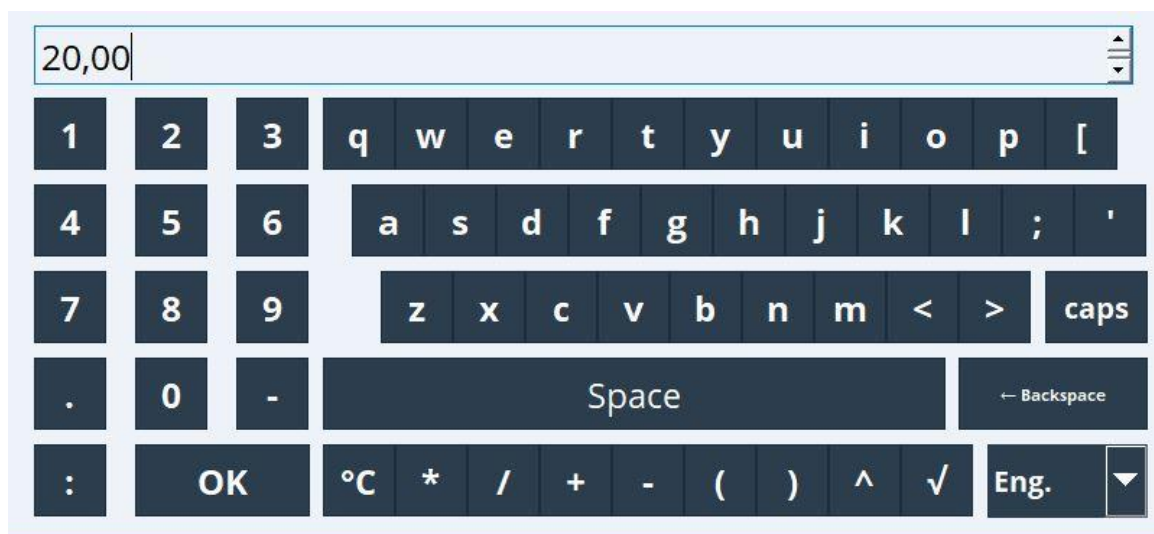 20,00
1 2 3 q w e r t y u i o p [
4 5 6 a s d f g h j k l ; '
7 8 9 z x c v b n m < > caps
. 0 - Space ← Backspace
: OK °C * / + - ( ) ^ √ Eng.